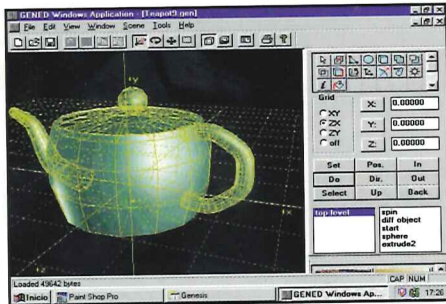 GENED Windows Application - [Teapot9.gen]
File Edit View Window Scene Tools Help
+Y
Grid
XY
ZX
ZY
off
X: 0.00000
Y: 0.00000
Z: 0.00000
Set Pos. In
Do Dir. Out
Select Up Back
top-level
spin
diff object
start
sphere
extrude2
+X
Loaded 49642 bytes
CAP NUM
Inicio Paint Shop Pro Genesis GENED Windows Ap... 17:26